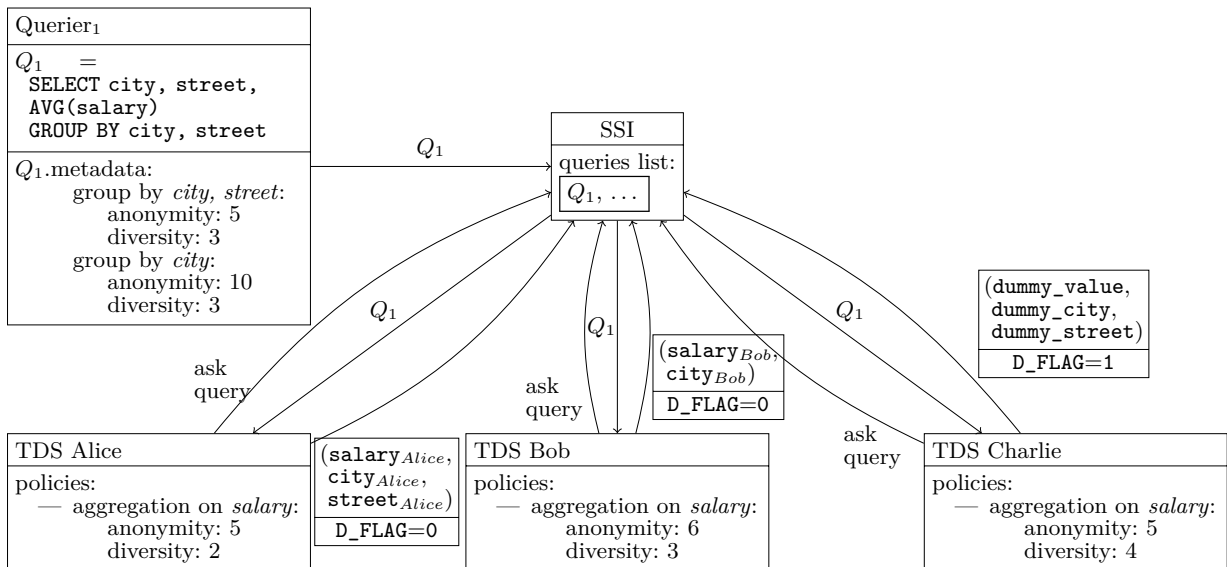 Querier₁
Q₁ =
SELECT city, street,
AVG(salary)
GROUP BY city, street
Q₁.metadata:
group by city, street:
anonymity: 5
diversity: 3
group by city:
anonymity: 10
diversity: 3
Q₁
SSI
queries list:
Q₁, ...
Q₁
Q₁
Q₁
ask
query
ask
query
ask
query
(salary_Bob,
city_Bob)
D_FLAG=0
(dummy_value,
dummy_city,
dummy_street)
D_FLAG=1
TDS Alice
policies:
— aggregation on salary:
anonymity: 5
diversity: 2
(salary_Alice,
city_Alice,
street_Alice)
D_FLAG=0
TDS Bob
policies:
— aggregation on salary:
anonymity: 6
diversity: 3
TDS Charlie
policies:
— aggregation on salary:
anonymity: 5
diversity: 4